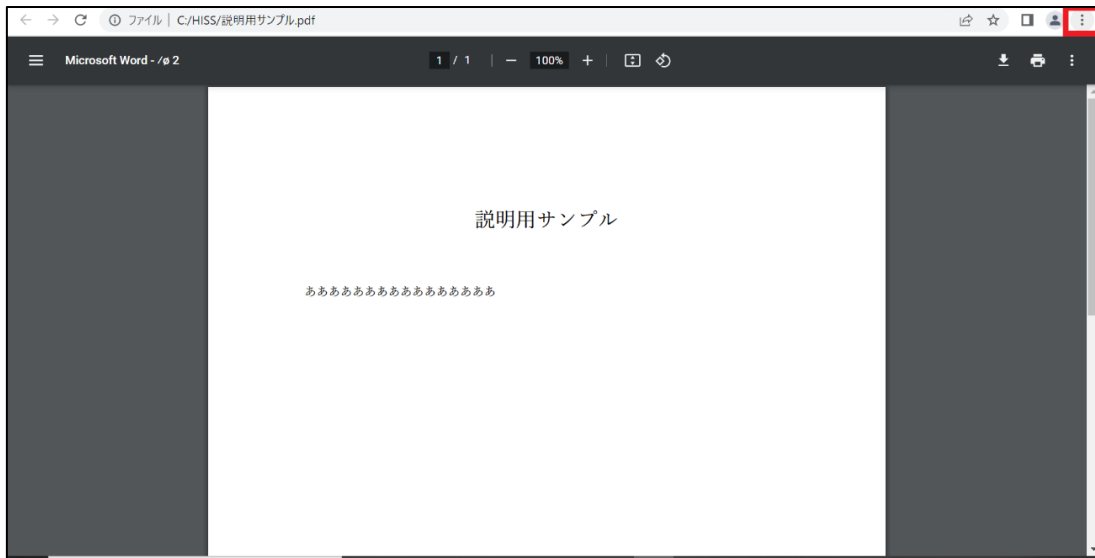 ファイル | C:/HISS/説明用サンプル.pdf
Microsoft Word - /ø 2
1 / 1 | − 100% + |
説明用サンプル
ああああああああああああああああ